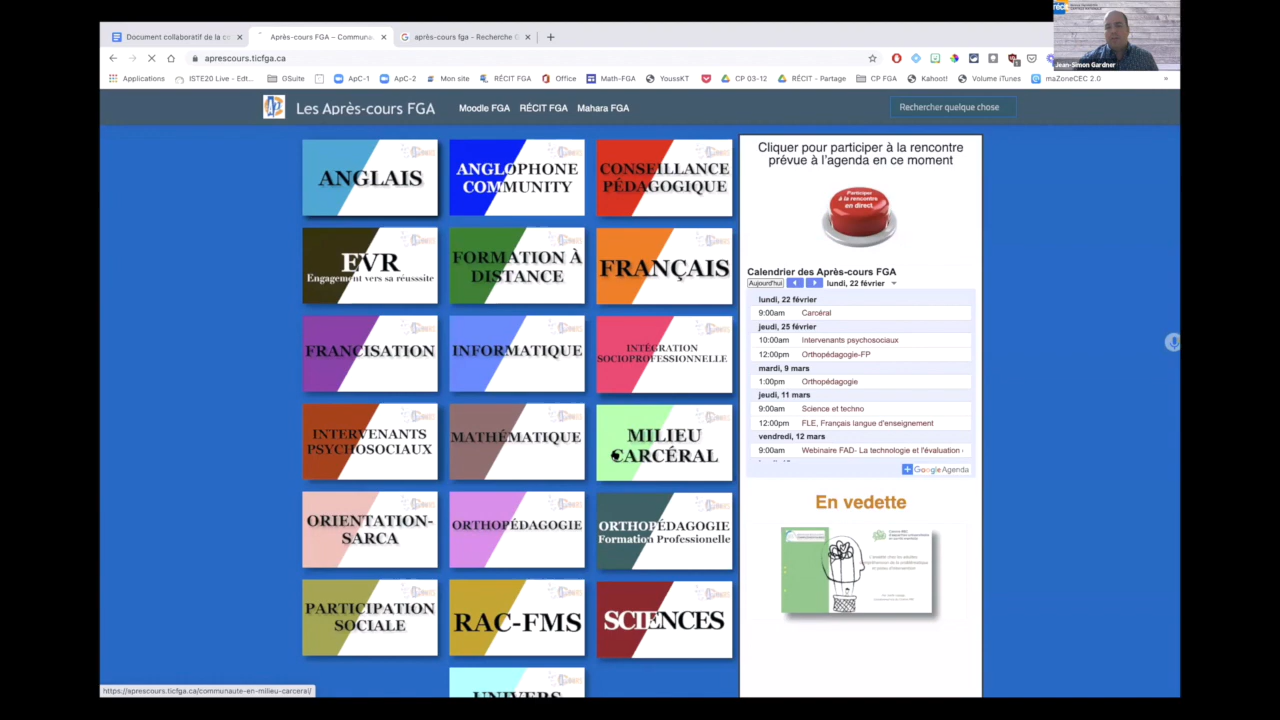 Document collaboratif de la ce
Après-cours FGA – Communa
après-cours fga - Recherche G
aprescours.ticfga.ca
Applications
ISTE20 Live - Edt...
GSuite
ApC-1
ApC-2
Mon site
RÉCIT FGA
Office
Math-FGA
YoussKT
CP 03-12
RÉCIT - Partage
CP FGA
Kahoot!
Volume iTunes
maZoneCEC 2.0
»
Jean-Simon Gardner
Les Après-cours FGA
Moodle FGA
RÉCIT FGA
Mahara FGA
Rechercher quelque chose
ANGLAIS
ANGLOPHONE
COMMUNITY
CONSEILLANCE
PÉDAGOGIQUE
EVR
Engagement vers sa réussite
FORMATION À
DISTANCE
FRANÇAIS
FRANCISATION
INFORMATIQUE
INTÉGRATION
SOCIOPROFESSIONNELLE
INTERVENANTS
PSYCHOSOCIAUX
MATHÉMATIQUE
MILIEU
CARCÉRAL
ORIENTATION-
SARCA
ORTHOPÉDAGOGIE
ORTHOPÉDAGOGIE
Formation Professionelle
PARTICIPATION
SOCIALE
RAC-FMS
SCIENCES
UNIVERS
Cliquer pour participer à la rencontre
prévue à l'agenda en ce moment
Participer
à la rencontre
en direct
Calendrier des Après-cours FGA
Aujourd'hui
lundi, 22 février
lundi, 22 février
9:00am Carcéral
jeudi, 25 février
10:00am Intervenants psychosociaux
12:00pm Orthopédagogie-FP
mardi, 9 mars
1:00pm Orthopédagogie
jeudi, 11 mars
9:00am Science et techno
12:00pm FLE, Français langue d'enseignement
vendredi, 12 mars
9:00am Webinaire FAD- La technologie et l'évaluation
Google Agenda
En vedette
https://aprescours.ticfga.ca/communaute-en-milieu-carceral/